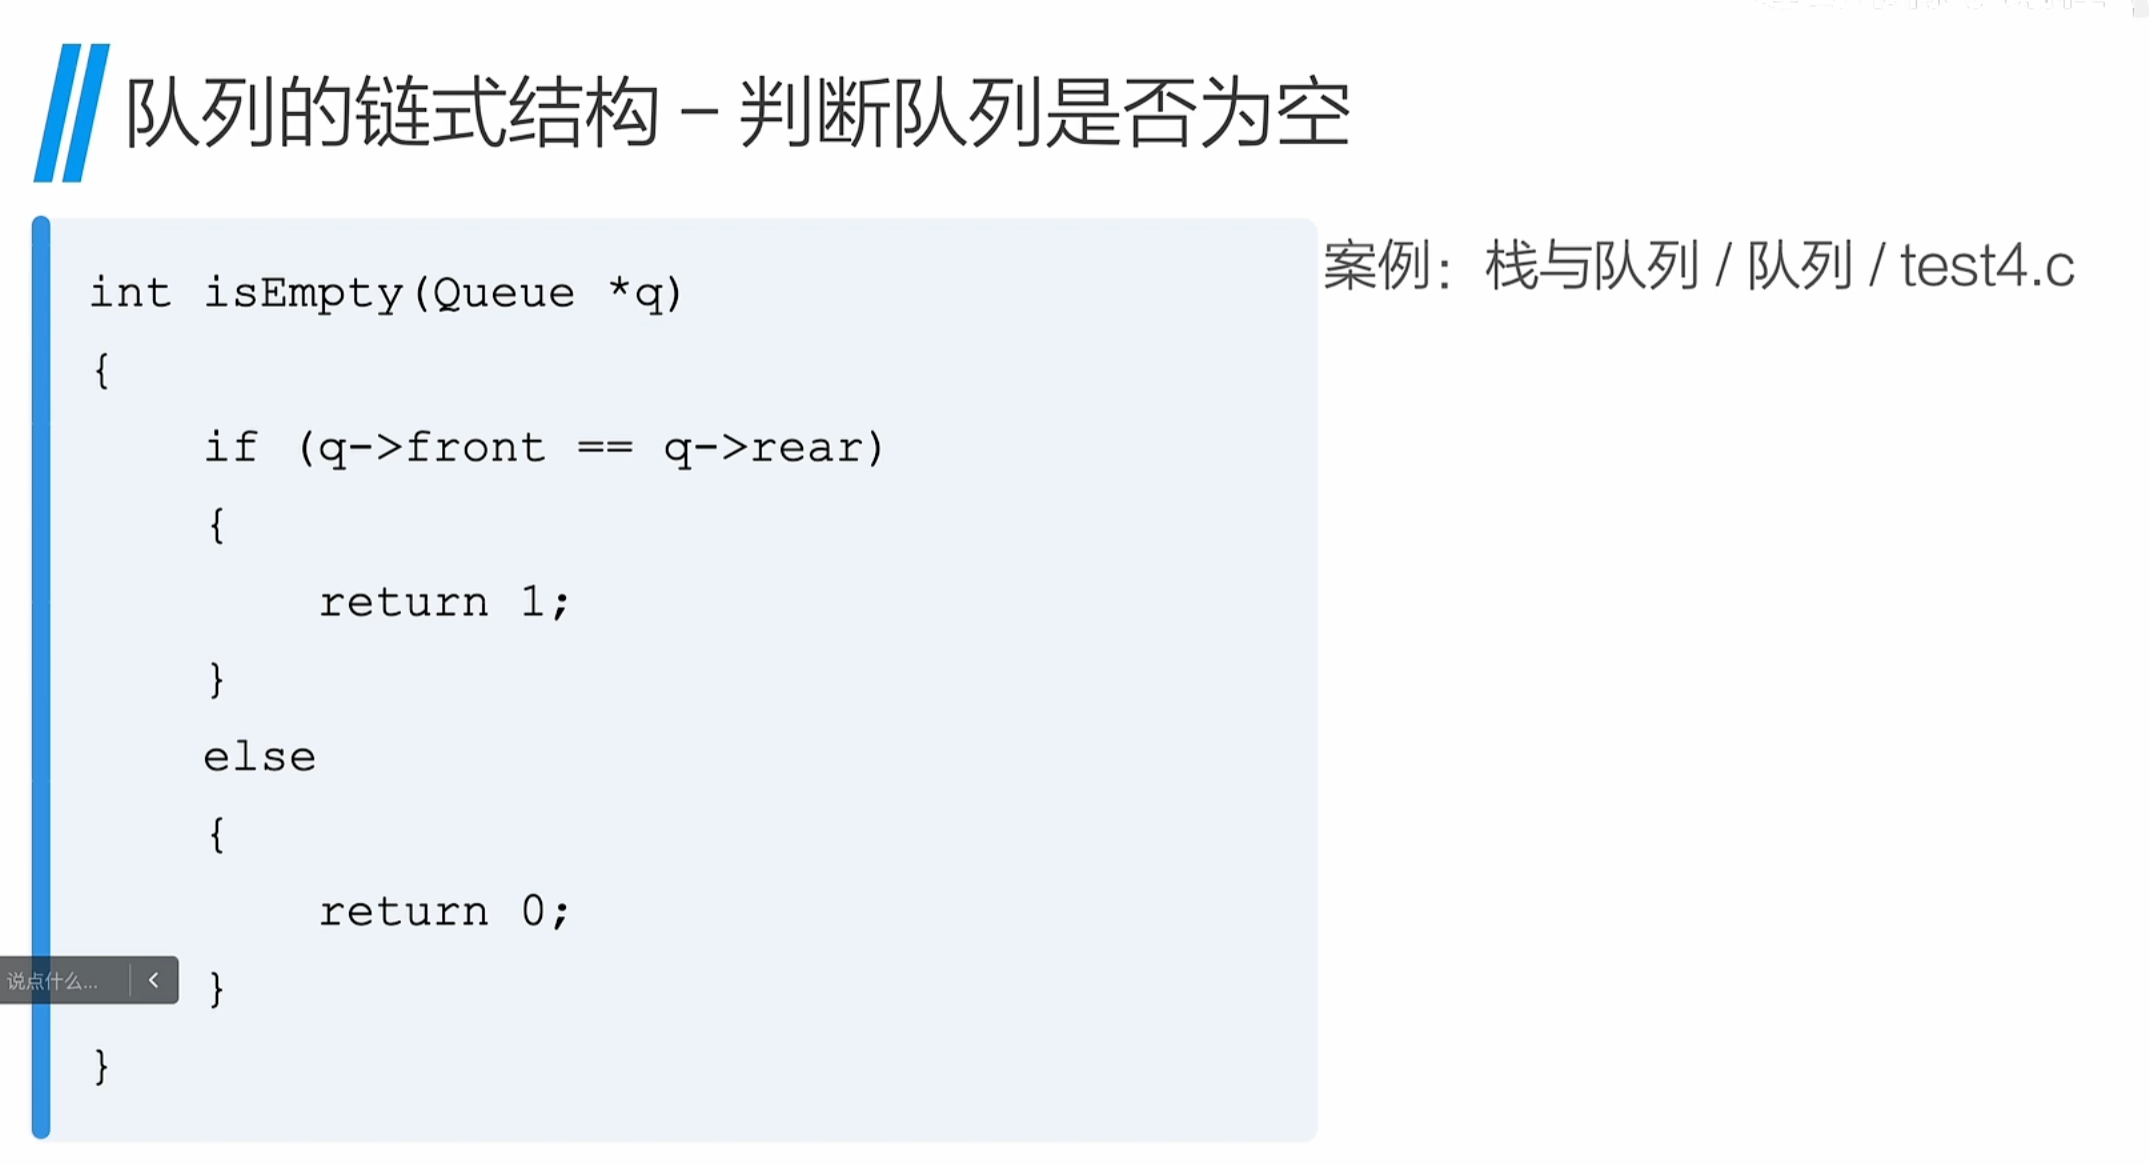 队列的链式结构 – 判断队列是否为空
案例：栈与队列 / 队列 / test4.c
int isEmpty(Queue *q)
{
    if (q->front == q->rear)
    {
        return 1;
    }
    else
    {
        return 0;
    }
}
说点什么...